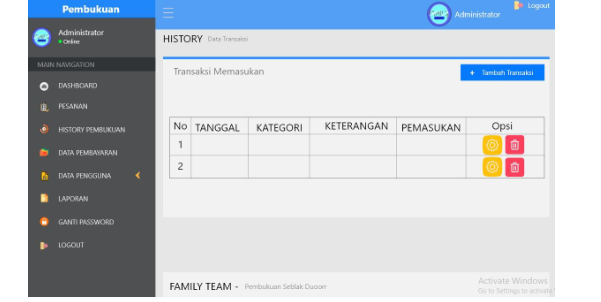 Pembukuan
Logout
Administrator
Administrator
Online
HISTORY Data Transaksi
MAIN NAVIGATION
DASHBOARD
PESANAN
HISTORY PEMBUKUAN
DATA PEMBAYARAN
DATA PENGGUNA
LAPORAN
GANTI PASSWORD
LOGOUT
Transaksi Memasukan
+ Tambah Transaksi
No TANGGAL KATEGORI KETERANGAN PEMASUKAN Opsi
1
2
FAMILY TEAM - Pembukuan Seblak Duoorr
Activate Windows
Go to Settings to activate